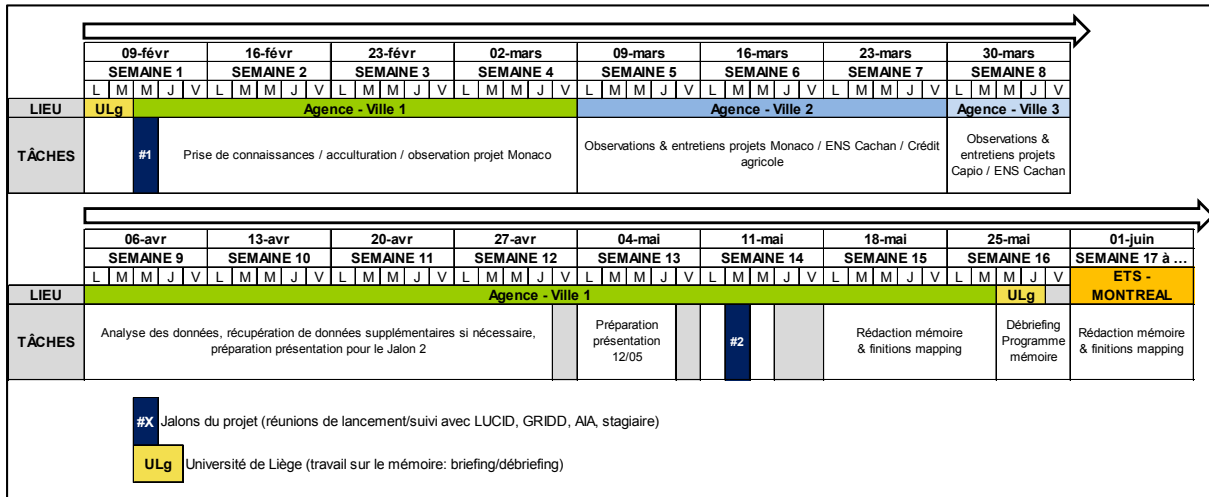 09-févr 16-févr 23-févr 02-mars 09-mars 16-mars 23-mars 30-mars
SEMAINE 1 SEMAINE 2 SEMAINE 3 SEMAINE 4 SEMAINE 5 SEMAINE 6 SEMAINE 7 SEMAINE 8
L M M J V L M M J V L M M J V L M M J V L M M J V L M M J V L M M J V L M M J V
LIEU ULg Agence - Ville 1 Agence - Ville 2 Agence - Ville 3
TÂCHES
#1
Prise de connaissances / acculturation / observation projet Monaco
Observations & entretiens projets Monaco / ENS Cachan / Crédit
agricole
Observations &
entretiens projets
Capio / ENS Cachan
06-avr 13-avr 20-avr 27-avr 04-mai 11-mai 18-mai 25-mai 01-juin
SEMAINE 9 SEMAINE 10 SEMAINE 11 SEMAINE 12 SEMAINE 13 SEMAINE 14 SEMAINE 15 SEMAINE 16 SEMAINE 17 à ...
L M M J V L M M J V L M M J V L M M J V L M M J V L M M J V L M M J V L M M J V
ETS -
MONTREAL
LIEU Agence - Ville 1 ULg
TÂCHES
Analyse des données, récupération de données supplémentaires si nécessaire,
préparation présentation pour le Jalon 2
Préparation
présentation
12/05
#2
Rédaction mémoire
& finitions mapping
Débriefing
Programme
mémoire
Rédaction mémoire
& finitions mapping
#X Jalons du projet (réunions de lancement/suivi avec LUCID, GRIDD, AIA, stagiaire)
ULg Université de Liège (travail sur le mémoire: briefing/débriefing)